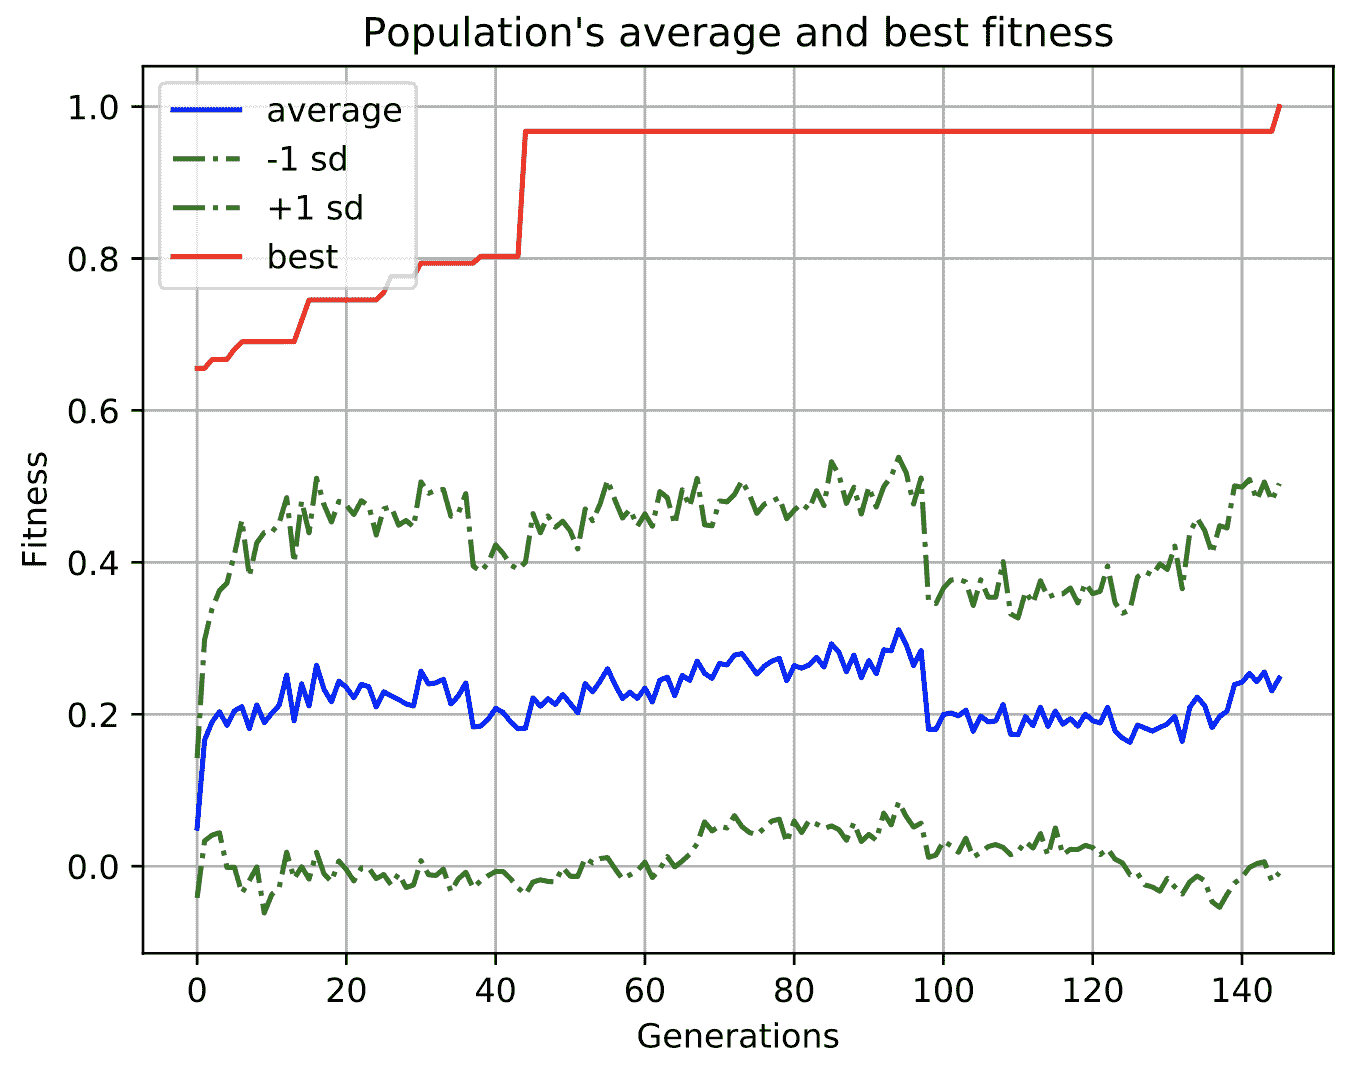 Population's average and best fitness
average
-1 sd
+1 sd
best
1.0
0.8
0.6
0.4
0.2
0.0
Fitness
0 20 40 60 80 100 120 140
Generations